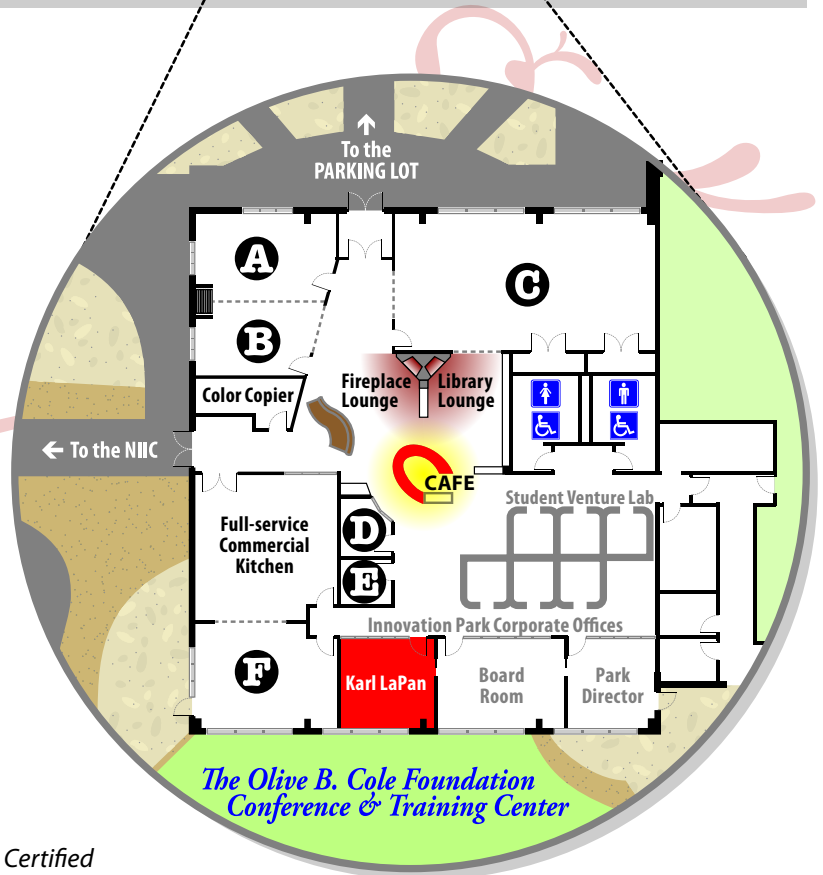 ↑
To the
PARKING LOT
A
B
C
Color Copier
Fireplace
Lounge
Library
Lounge
← To the NIIC
CAFE
Student Venture Lab
Full-service
Commercial
Kitchen
D
E
Innovation Park Corporate Offices
F
Karl LaPan
Board
Room
Park
Director
The Olive B. Cole Foundation
Conference & Training Center
Certified